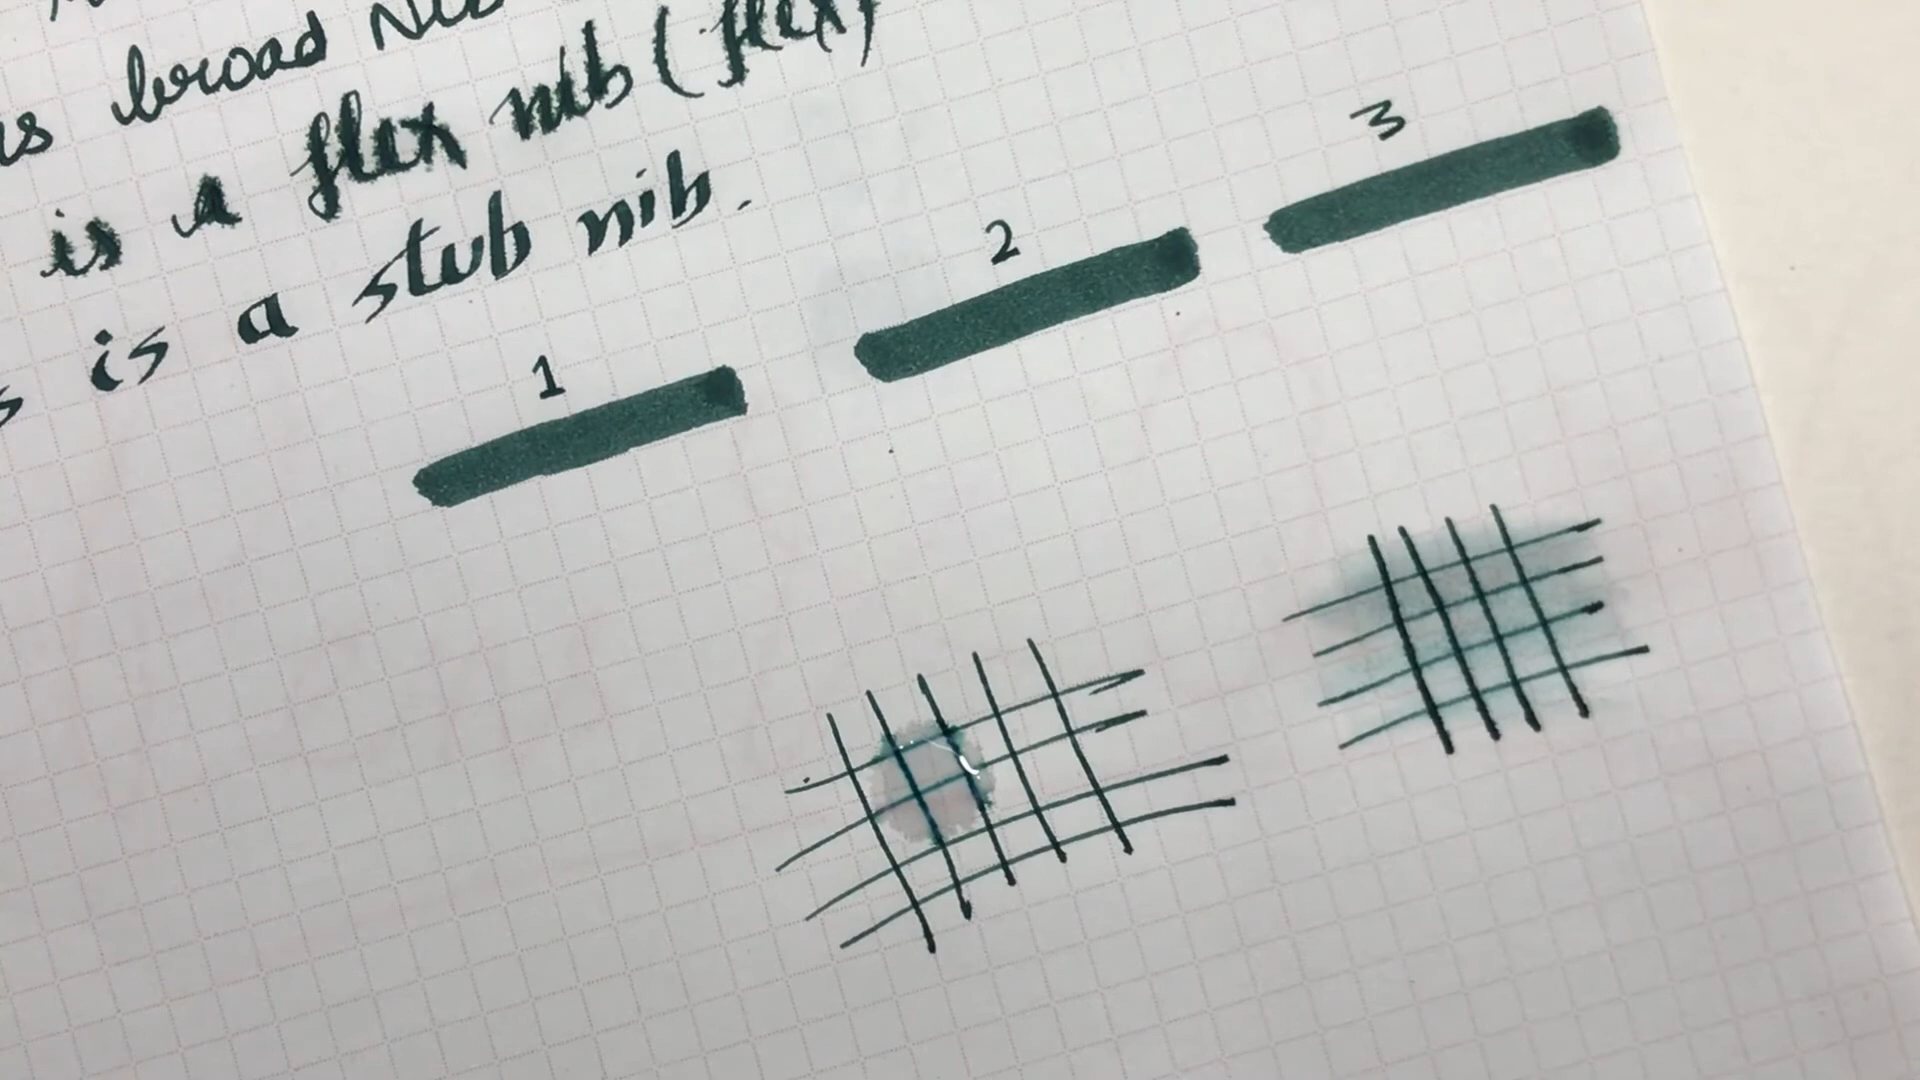 is broad
is a flex nib (flex)
is a stub nib.
1
2
3